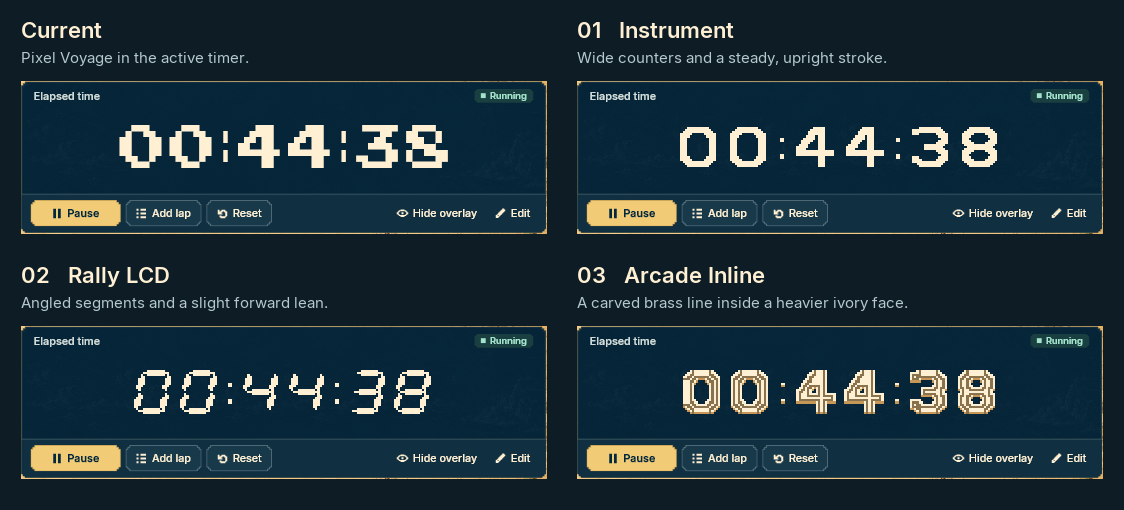 Current
Pixel Voyage in the active timer.
Elapsed time
Running
00:44:38
Pause
Add lap
Reset
Hide overlay
Edit
01 Instrument
Wide counters and a steady, upright stroke.
Elapsed time
Running
00:44:38
Pause
Add lap
Reset
Hide overlay
Edit
02 Rally LCD
Angled segments and a slight forward lean.
Elapsed time
Running
00:44:38
Pause
Add lap
Reset
Hide overlay
Edit
03 Arcade Inline
A carved brass line inside a heavier ivory face.
Elapsed time
Running
00:44:38
Pause
Add lap
Reset
Hide overlay
Edit